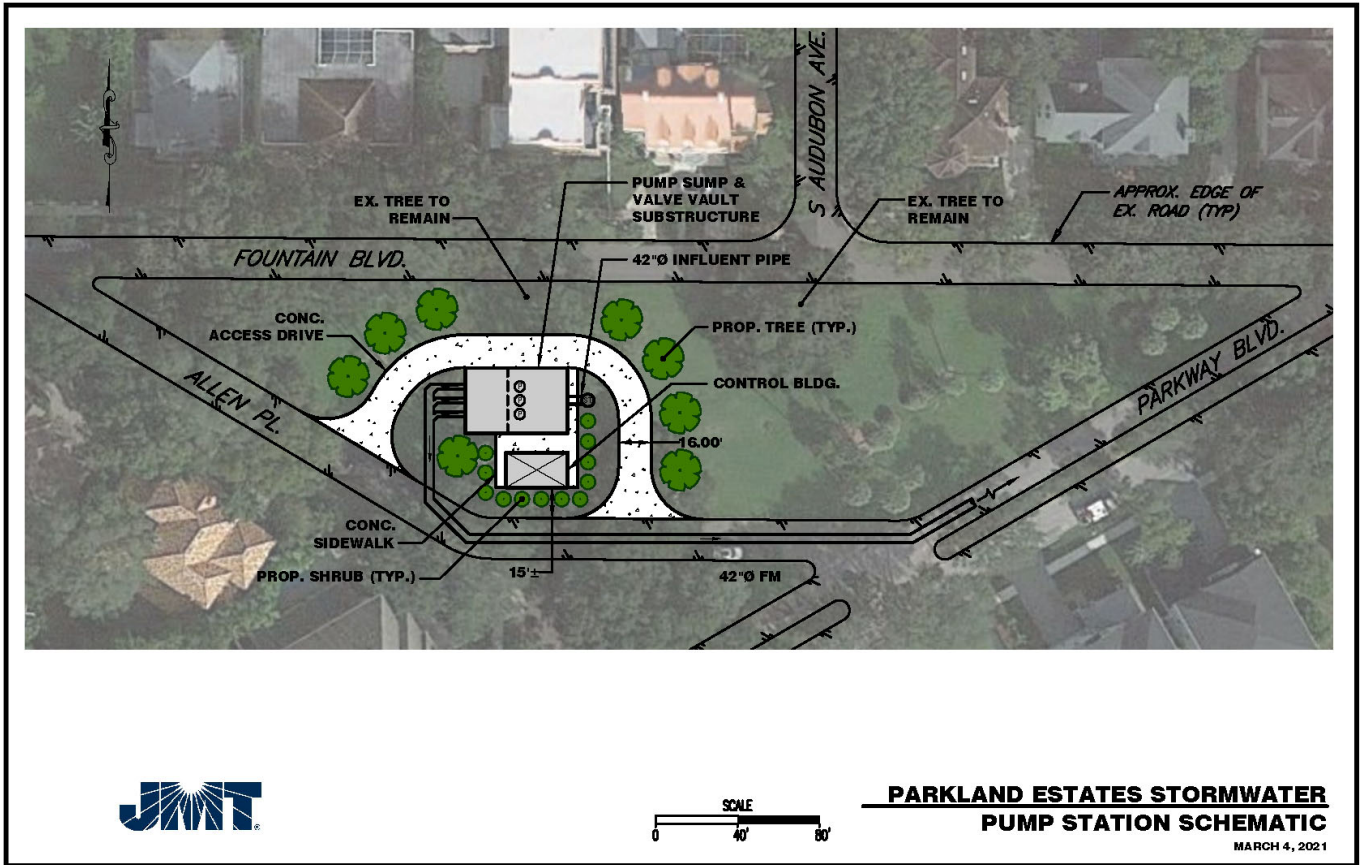 S AUDUBON AVE.
PUMP SUMP &
VALVE VAULT
SUBSTRUCTURE
EX. TREE TO
REMAIN
EX. TREE TO
REMAIN
APPROX. EDGE OF
EX. ROAD (TYP)
FOUNTAIN BLVD.
42"Ø INFLUENT PIPE
CONC.
ACCESS DRIVE
PROP. TREE (TYP.)
ALLEN PL.
CONTROL BLDG.
PARKWAY BLVD.
16.00'
CONC.
SIDEWALK
PROP. SHRUB (TYP.)
15'±
42"Ø FM
JMT®
SCALE
0 40' 80'
PARKLAND ESTATES STORMWATER
PUMP STATION SCHEMATIC
MARCH 4, 2021